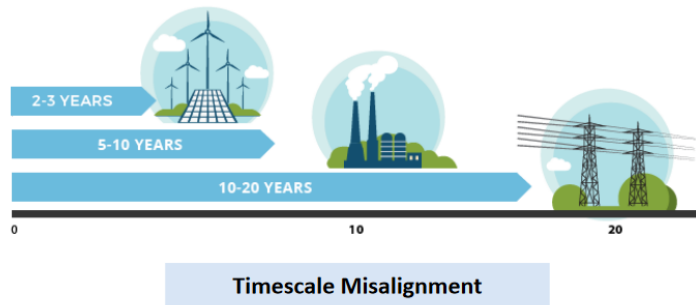 2-3 YEARS
5-10 YEARS
10-20 YEARS
0 10 20
Timescale Misalignment